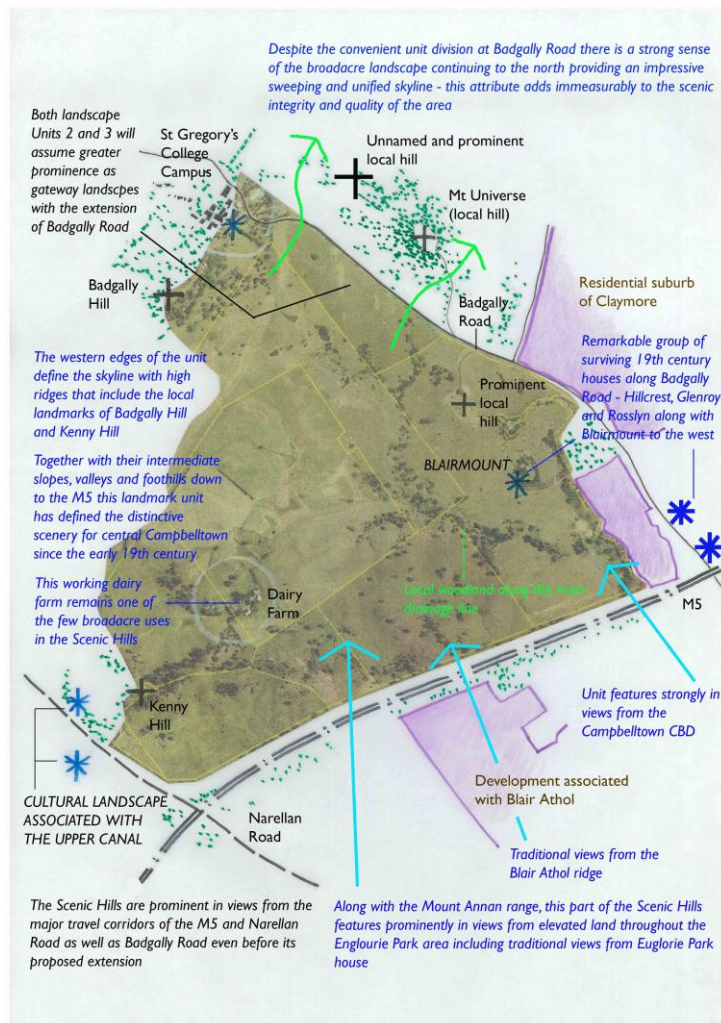 Despite the convenient unit division at Badgally Road there is a strong sense
of the broadacre landscape continuing to the north providing an impressive
sweeping and unified skyline - this attribute adds immeasurably to the scenic
integrity and quality of the area
Both landscape
Units 2 and 3 will
assume greater
prominence as
gateway landscpes
with the extension
of Badgally Road
St Gregory's
College
Campus
Unnamed and prominent
local hill
Mt Universe
(local hill)
Badgally
Hill
Badgally
Road
Residential suburb
of Claymore
The western edges of the unit
define the skyline with high
ridges that include the local
landmarks of Badgally Hill
and Kenny Hill
Prominent
local
hill
Remarkable group of
surviving 19th century
houses along Badgally
Road - Hillcrest, Glenroy
and Rosslyn along with
Blairmount to the west
BLAIRMOUNT
Together with their intermediate
slopes, valleys and foothills down
to the M5 this landmark unit
has defined the distinctive
scenery for central Campbelltown
since the early 19th century
This working dairy
farm remains one of
the few broadacre uses
in the Scenic Hills
Dairy
Farm
Local woodland along the main
drainage line
M5
Kenny
Hill
Unit features strongly in
views from the
Campbelltown CBD
CULTURAL LANDSCAPE
ASSOCIATED WITH
THE UPPER CANAL
Narellan
Road
Development associated
with Blair Athol
Traditional views from the
Blair Athol ridge
The Scenic Hills are prominent in views from the
major travel corridors of the M5 and Narellan
Road as well as Badgally Road even before its
proposed extension
Along with the Mount Annan range, this part of the Scenic Hills
features prominently in views from elevated land throughout the
Englourie Park area including traditional views from Euglorie Park
house